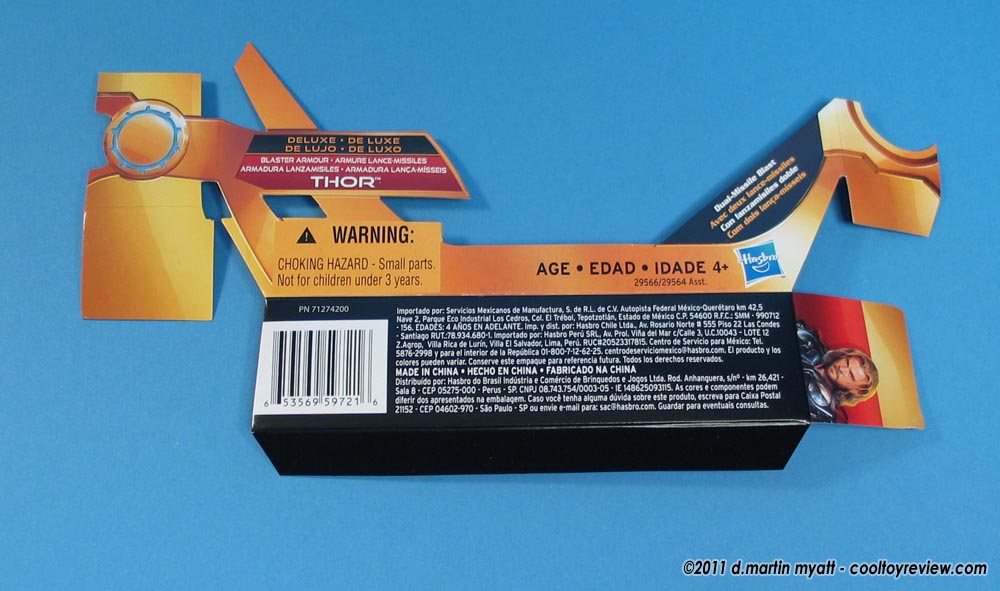 DELUXE • DE LUXE
DE LUJO • DE LUXO
BLASTER ARMOUR • ARMURE LANCE-MISSILES
ARMADURA LANZAMISILES • ARMADURA LANÇA-MÍSSEIS
THOR™
Dual-Missile Blast
Avec deux lance-missiles
Con lanzamisiles doble
Com dois lança-mísseis
WARNING:
CHOKING HAZARD - Small parts.
Not for children under 3 years.
AGE • EDAD • IDADE 4+
Hasbro
29566/29564 Asst.
PN 71274200
6 53569 59721 6
Importado por: Servicios Mexicanos de Manufactura, S. de R.L. de C.V. Autopista Federal México-Querétaro km 42,5
Nave 2, Parque Eco Industrial Los Cedros, Col. El Trébol, Tepotzotlán, Estado de México C.P. 54600 R.F.C.: SMM - 990712
- 156. EDADES: 4 AÑOS EN ADELANTE. Imp. y dist. por: Hasbro Chile Ltda., Av. Rosario Norte # 555 Piso 22 Las Condes
- Santiago RUT.:78.934.680-1. Importado por: Hasbro Perú SRL, Av. Prol. Viña del Mar c/Calle 3, U.C.10043 - LOTE 12
Z.Agrop, Villa Rica de Lurín, Villa El Salvador, Lima, Perú. RUC#20523317815. Centro de Servicio para México: Tel.
5876-2998 y para el interior de la República 01-800-7-12-62-25. centrodeserviciomexico@hasbro.com. El producto y los
colores pueden variar. Conserve este empaque para referencia futura. Todos los derechos reservados.
MADE IN CHINA • HECHO EN CHINA • FABRICADO NA CHINA
Distribuído por: Hasbro do Brasil Indústria e Comércio de Brinquedos e Jogos Ltda. Rod. Anhanguera, s/nº - km 26,421 -
Sala 8 - CEP 05275-000 - Perus - SP. CNPJ 08.743.754/0003-05 - IE 148625093115. As cores e componentes podem
diferir dos apresentados na embalagem. Caso você tenha alguma dúvida sobre este produto, escreva para Caixa Postal
21152 - CEP 04602-970 - São Paulo - SP ou envie e-mail para: sac@hasbro.com. Guardar para eventuais consultas.
©2011 d.martin myatt - cooltoyreview.com